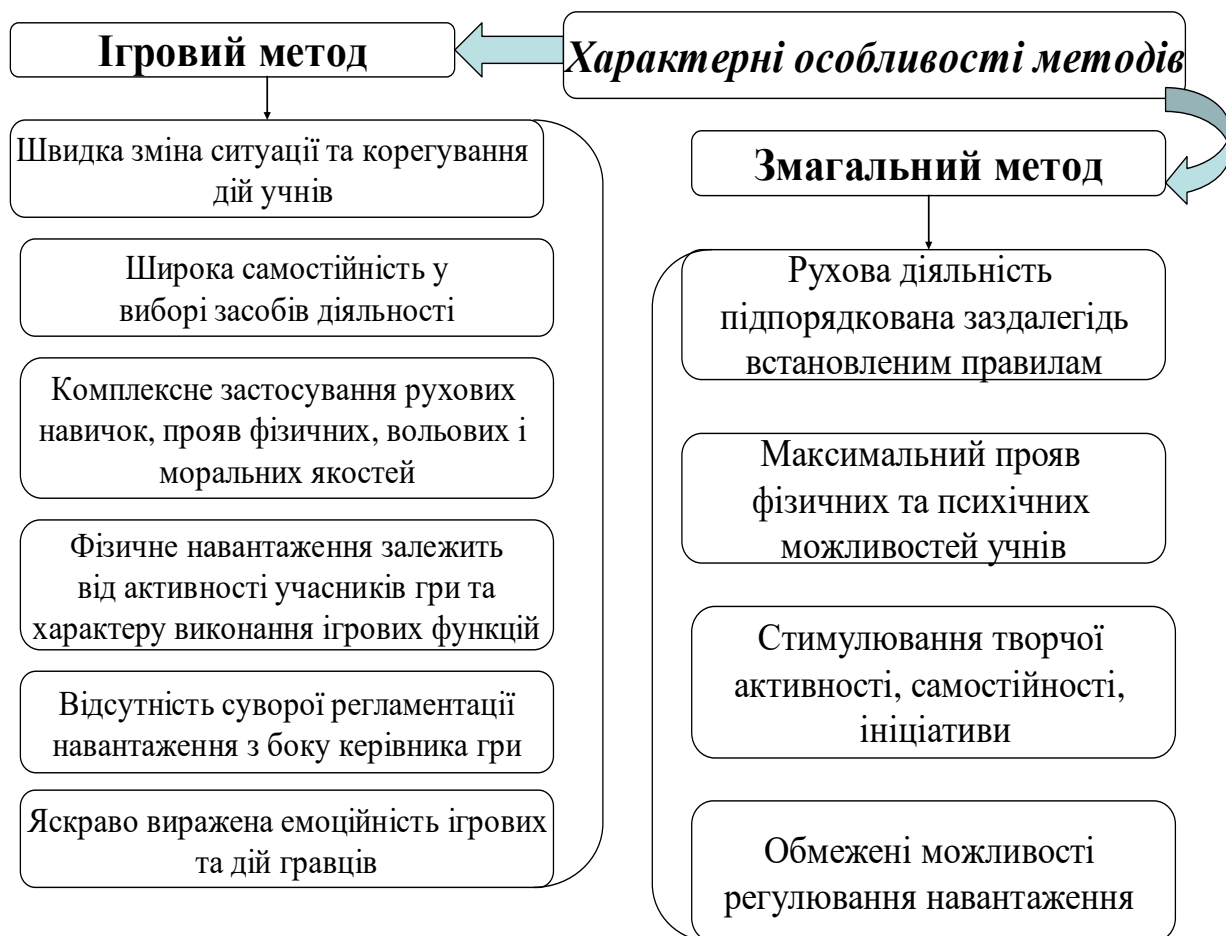 Характерні особливості методів
Ігровий метод
Швидка зміна ситуації та корегування
дій учнів
Широка самостійність у
виборі засобів діяльності
Комплексне застосування рухових
навичок, прояв фізичних, вольових і
моральних якостей
Фізичне навантаження залежить
від активності учасників гри та
характеру виконання ігрових функцій
Відсутність суворої регламентації
навантаження з боку керівника гри
Яскраво виражена емоційність ігрових
та дій гравців
Змагальний метод
Рухова діяльність
підпорядкована заздалегідь
встановленим правилам
Максимальний прояв
фізичних та психічних
можливостей учнів
Стимулювання творчої
активності, самостійності,
ініціативи
Обмежені можливості
регулювання навантаження